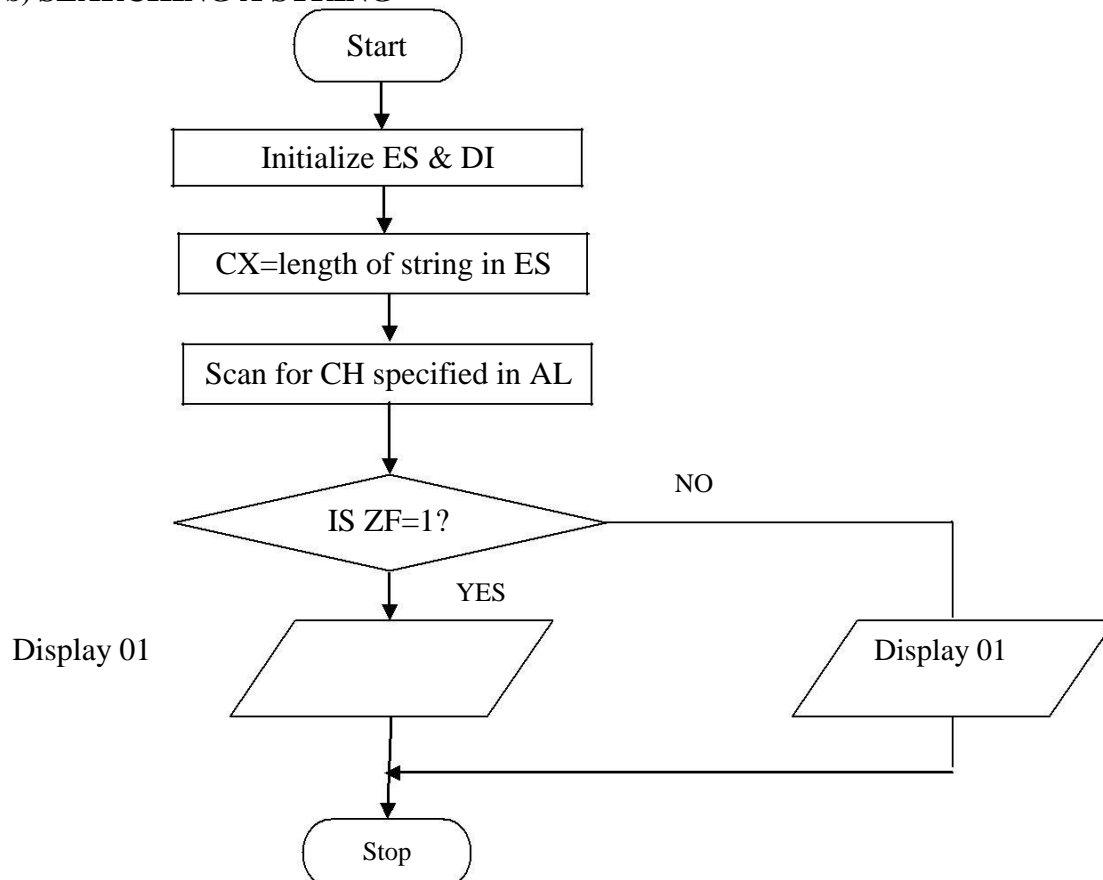 Start
Initialize ES & DI
CX=length of string in ES
Scan for CH specified in AL
NO
IS ZF=1?
YES
Display 01
Display 01
Stop